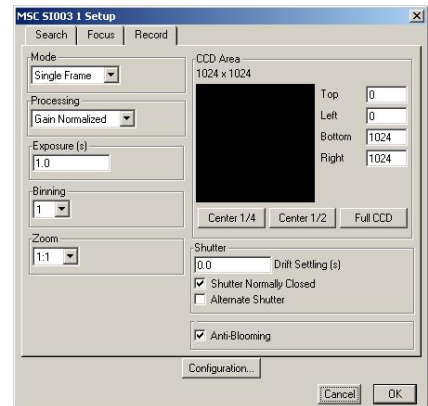 MSC SI003 1 Setup
Search Focus Record
Mode
Single Frame
Processing
Gain Normalized
Exposure (s)
1.0
Binning
1
Zoom
1:1
CCD Area
1024 x 1024
Top 0
Left 0
Bottom 1024
Right 1024
Center 1/4 Center 1/2 Full CCD
Shutter
0.0 Drift Settling (s)
Shutter Normally Closed
Alternate Shutter
Anti-Blooming
Configuration...
Cancel OK